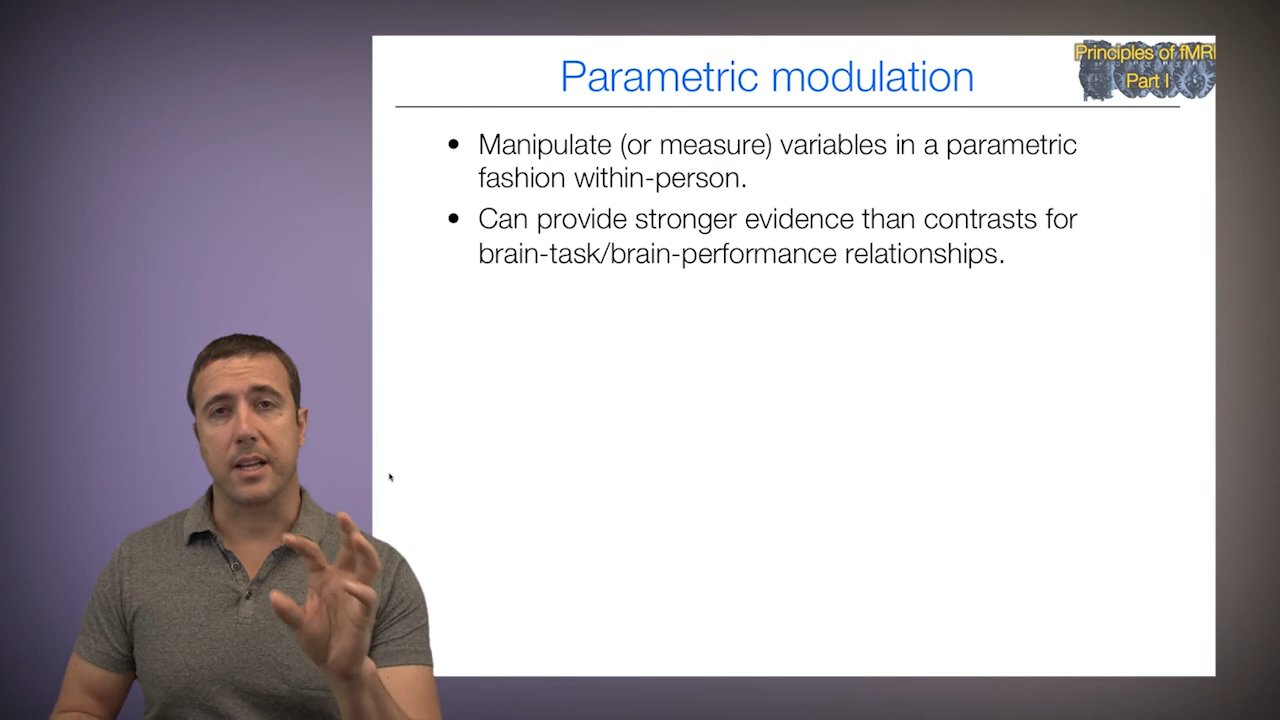 Parametric modulation
Principles of fMRI
Part I
• Manipulate (or measure) variables in a parametric
fashion within-person.
• Can provide stronger evidence than contrasts for
brain-task/brain-performance relationships.